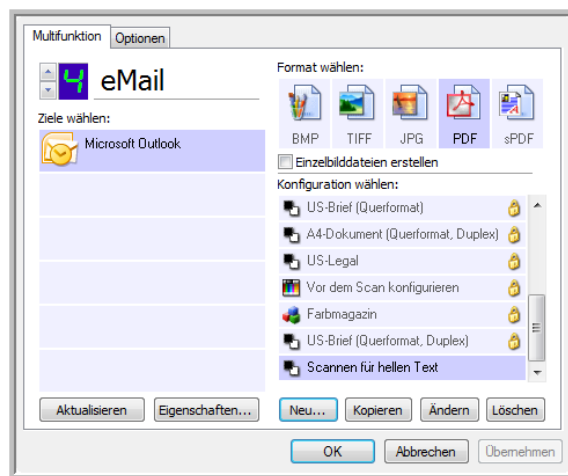 Multifunktion
Optionen
4
eMail
Ziele wählen:
Microsoft Outlook
Aktualisieren
Eigenschaften...
Format wählen:
BMP
TIFF
JPG
PDF
sPDF
Einzelbilddateien erstellen
Konfiguration wählen:
US-Brief (Querformat)
A4-Dokument (Querformat, Duplex)
US-Legal
Vor dem Scan konfigurieren
Farbmagazin
US-Brief (Querformat, Duplex)
Scannen für hellen Text
Neu...
Kopieren
Ändern
Löschen
OK
Abbrechen
Übernehmen